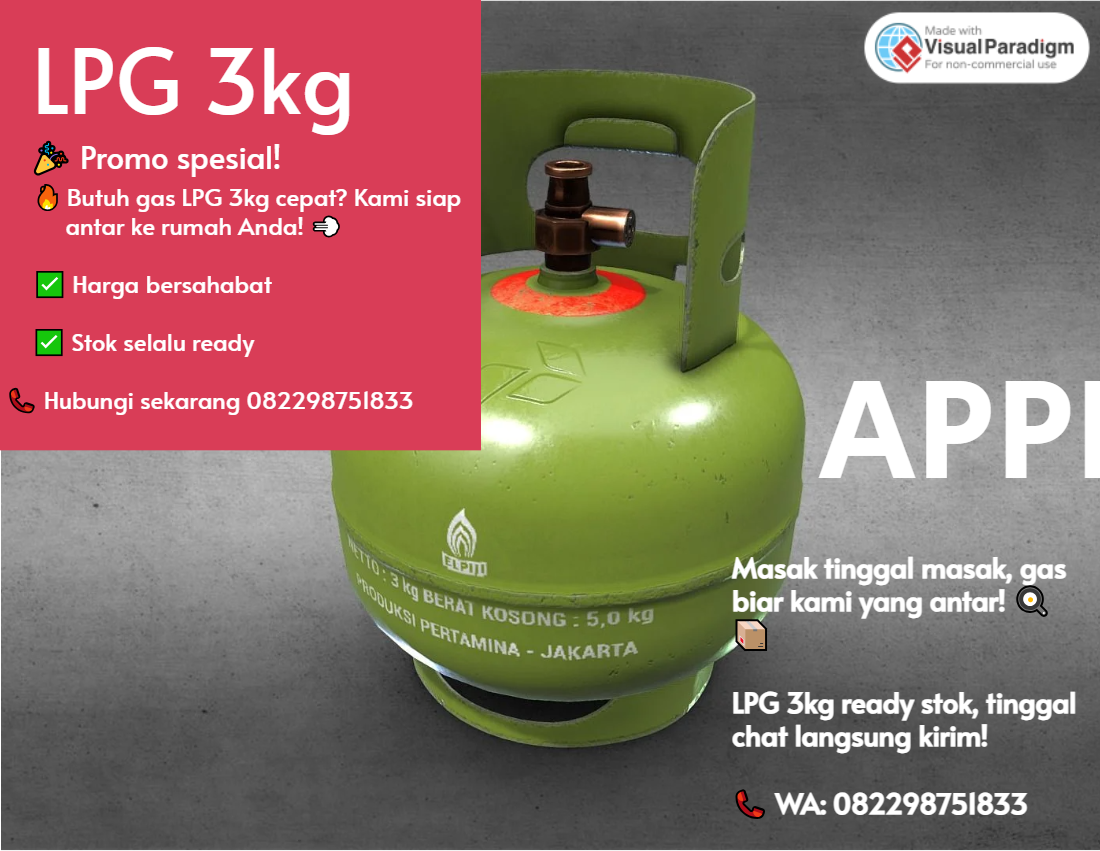 LPG 3kg
🎉 Promo spesial!
🔥 Butuh gas LPG 3kg cepat? Kami siap
antar ke rumah Anda! 💨
✅ Harga bersahabat
✅ Stok selalu ready
📞 Hubungi sekarang 082298751833
Made with
Visual Paradigm
For non-commercial use
APP
ELPIJI
NETTO : 3 kg BERAT KOSONG : 5,0 kg
PRODUKSI PERTAMINA - JAKARTA
Masak tinggal masak, gas
biar kami yang antar! 🍳
📦
LPG 3kg ready stok, tinggal
chat langsung kirim!
📞 WA: 082298751833